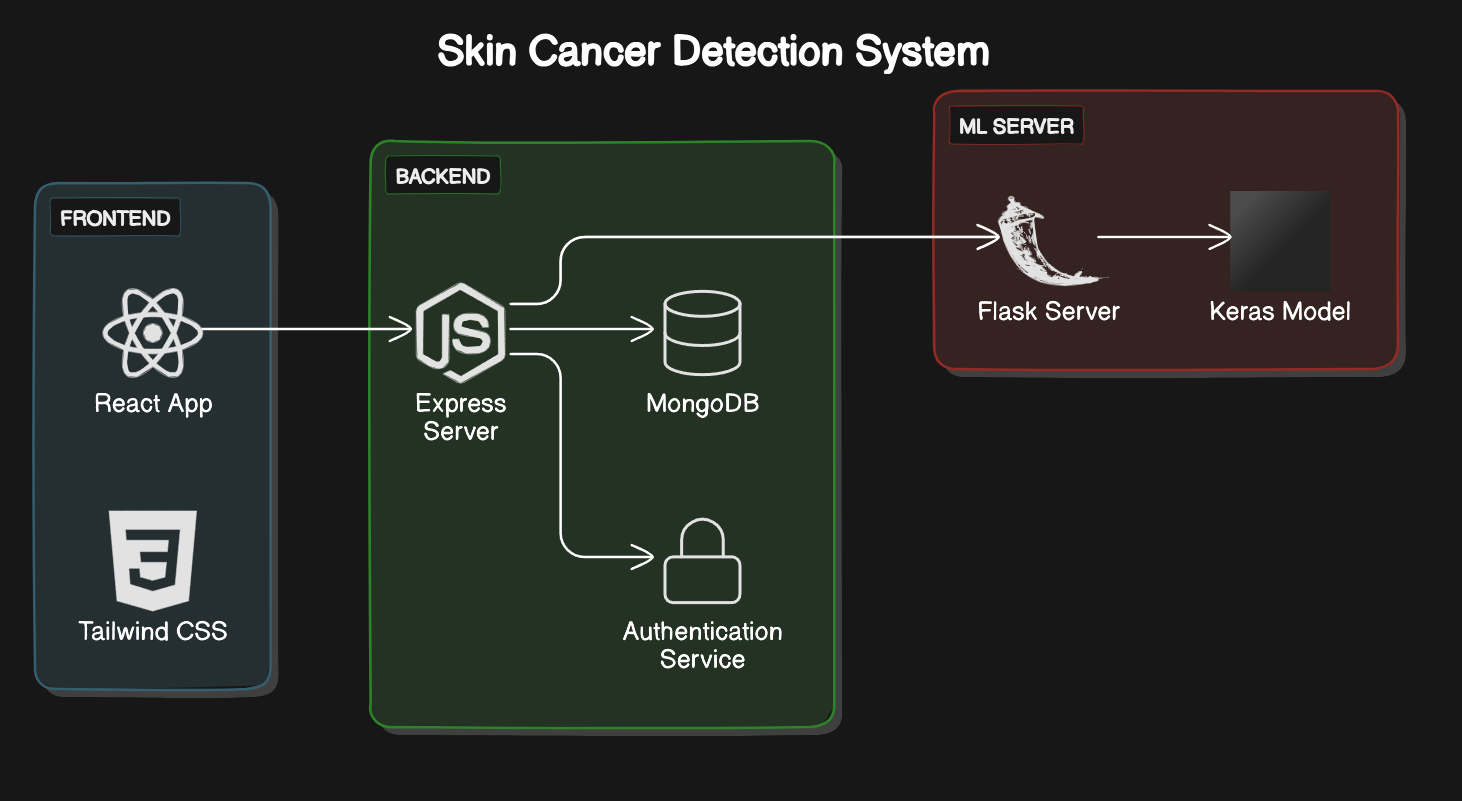 Skin Cancer Detection System
FRONTEND
React App
Tailwind CSS
BACKEND
JS
Express
Server
MongoDB
Authentication
Service
ML SERVER
Flask Server
Keras Model